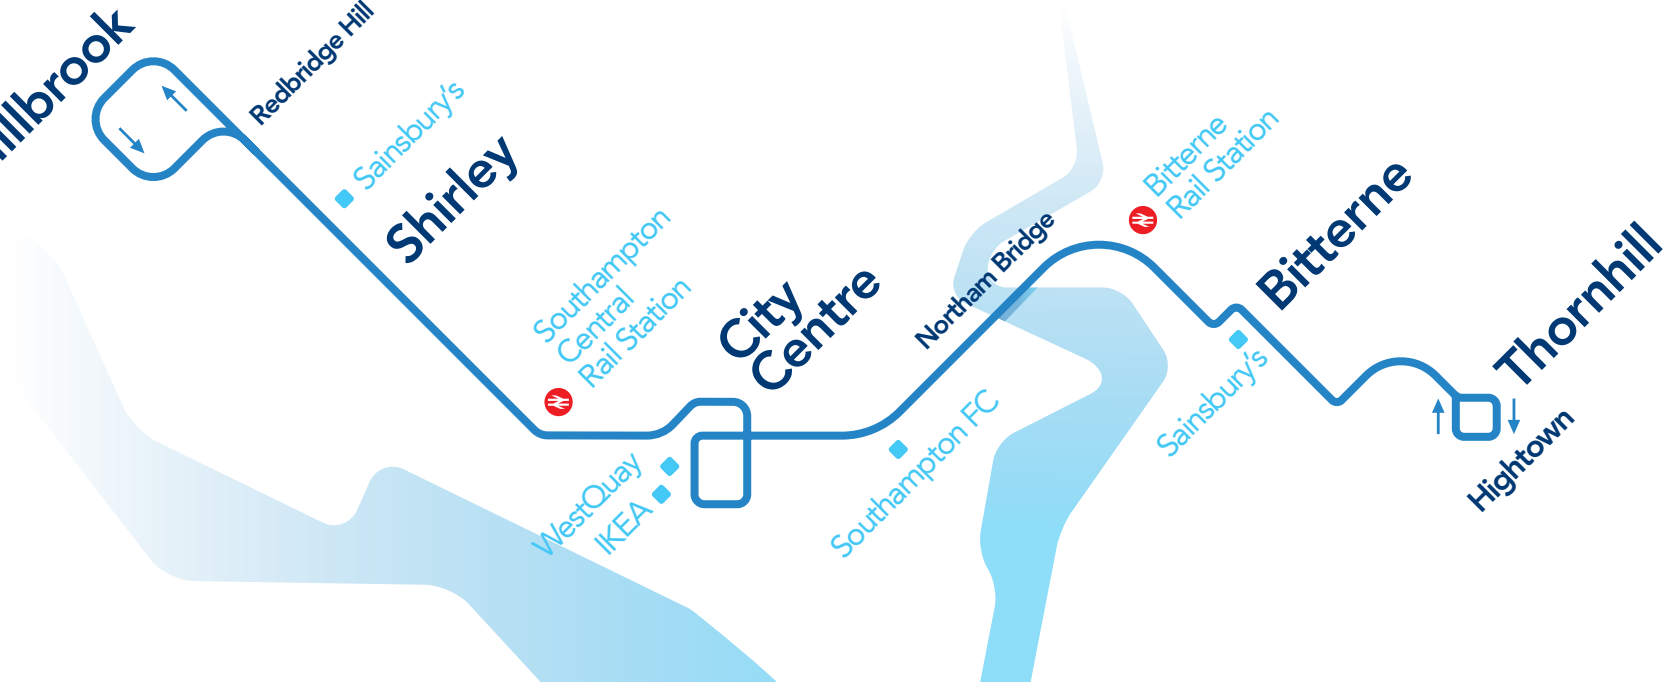 illbrook
Redbridge Hill
Sainsbury's
Shirley
Southampton
Central
Rail Station
City
Centre
WestQuay
IKEA
Northam Bridge
Southampton FC
Bitterne
Rail Station
Bitterne
Sainsbury's
Thornhill
Hightown